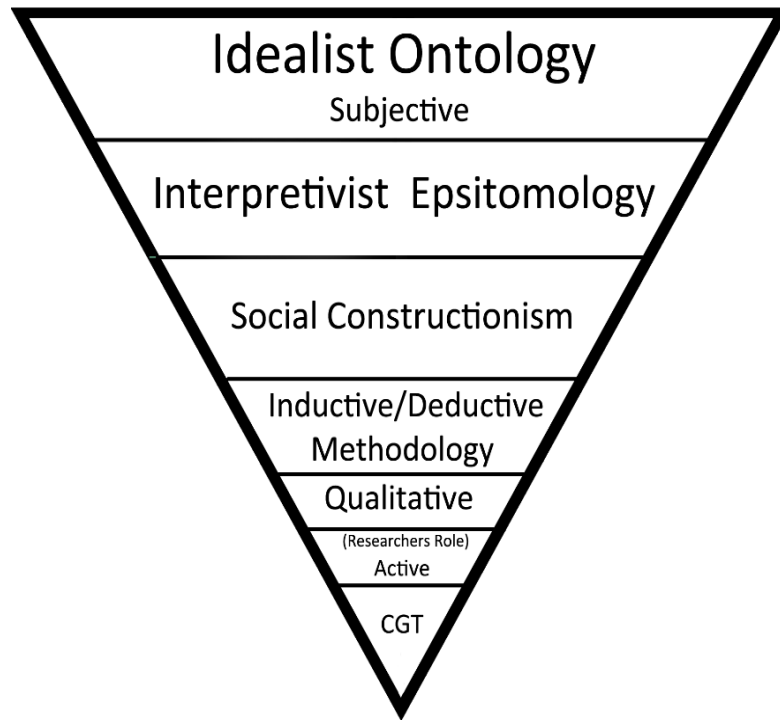 Idealist Ontology
Subjective
Interpretivist Epsitomology
Social Constructionism
Inductive/Deductive
Methodology
Qualitative
(Researchers Role)
Active
CGT